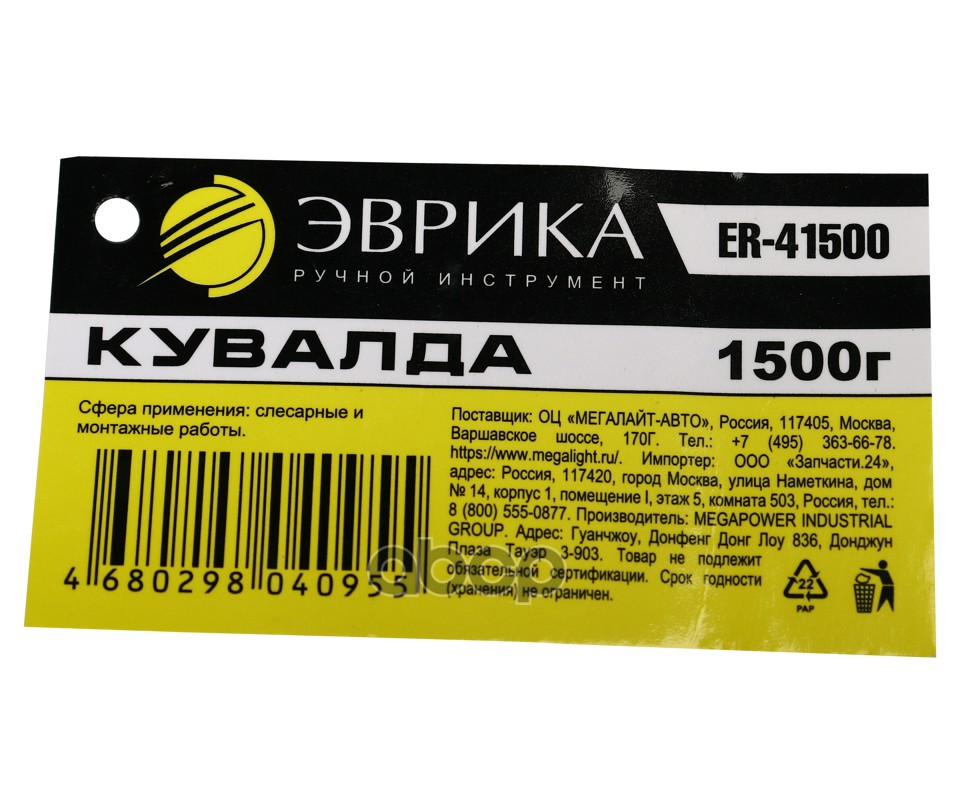 ЭВРИКА
РУЧНОЙ ИНСТРУМЕНТ
ER-41500
КУВАЛДА
1500г
Сфера применения: слесарные и
монтажные работы.
4 680298 040955
Поставщик: ОЦ «МЕГАЛАЙТ-АВТО», Россия, 117405, Москва,
Варшавское шоссе, 170Г. Тел.: +7 (495) 363-66-78.
https://www.megalight.ru/. Импортер: ООО «Запчасти.24»,
адрес: Россия, 117420, город Москва, улица Наметкина, дом
№ 14, корпус 1, помещение I, этаж 5, комната 503, Россия, тел.:
8 (800) 555-0877. Производитель: MEGAPOWER INDUSTRIAL
GROUP. Адрес: Гуанчжоу, Донфенг Донг Лоу 836, Донджун
Плаза Тауэр 3-903. Товар не подлежит
обязательной сертификации. Срок годности
(хранения) не ограничен.
22
PAP
abcp